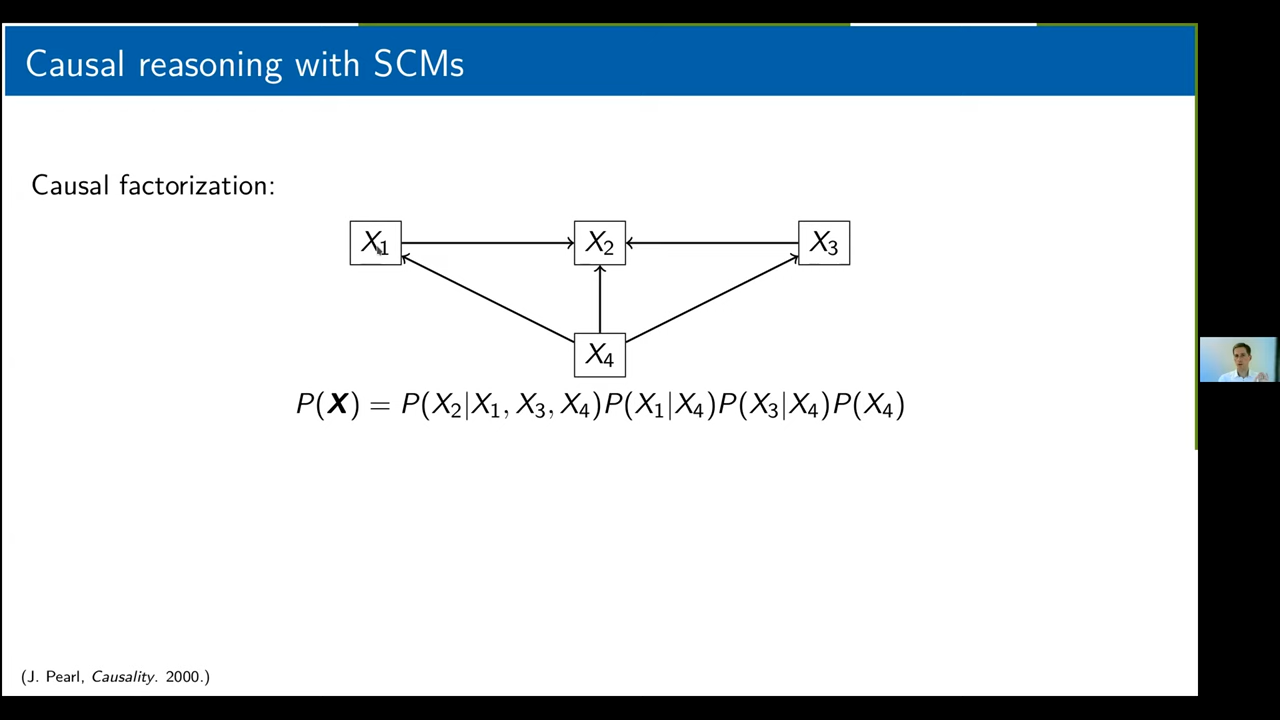 Causal reasoning with SCMs
Causal factorization:
X₁ X₂ X₃
X₄
P(X) = P(X₂|X₁, X₃, X₄)P(X₁|X₄)P(X₃|X₄)P(X₄)
(J. Pearl, Causality. 2000.)